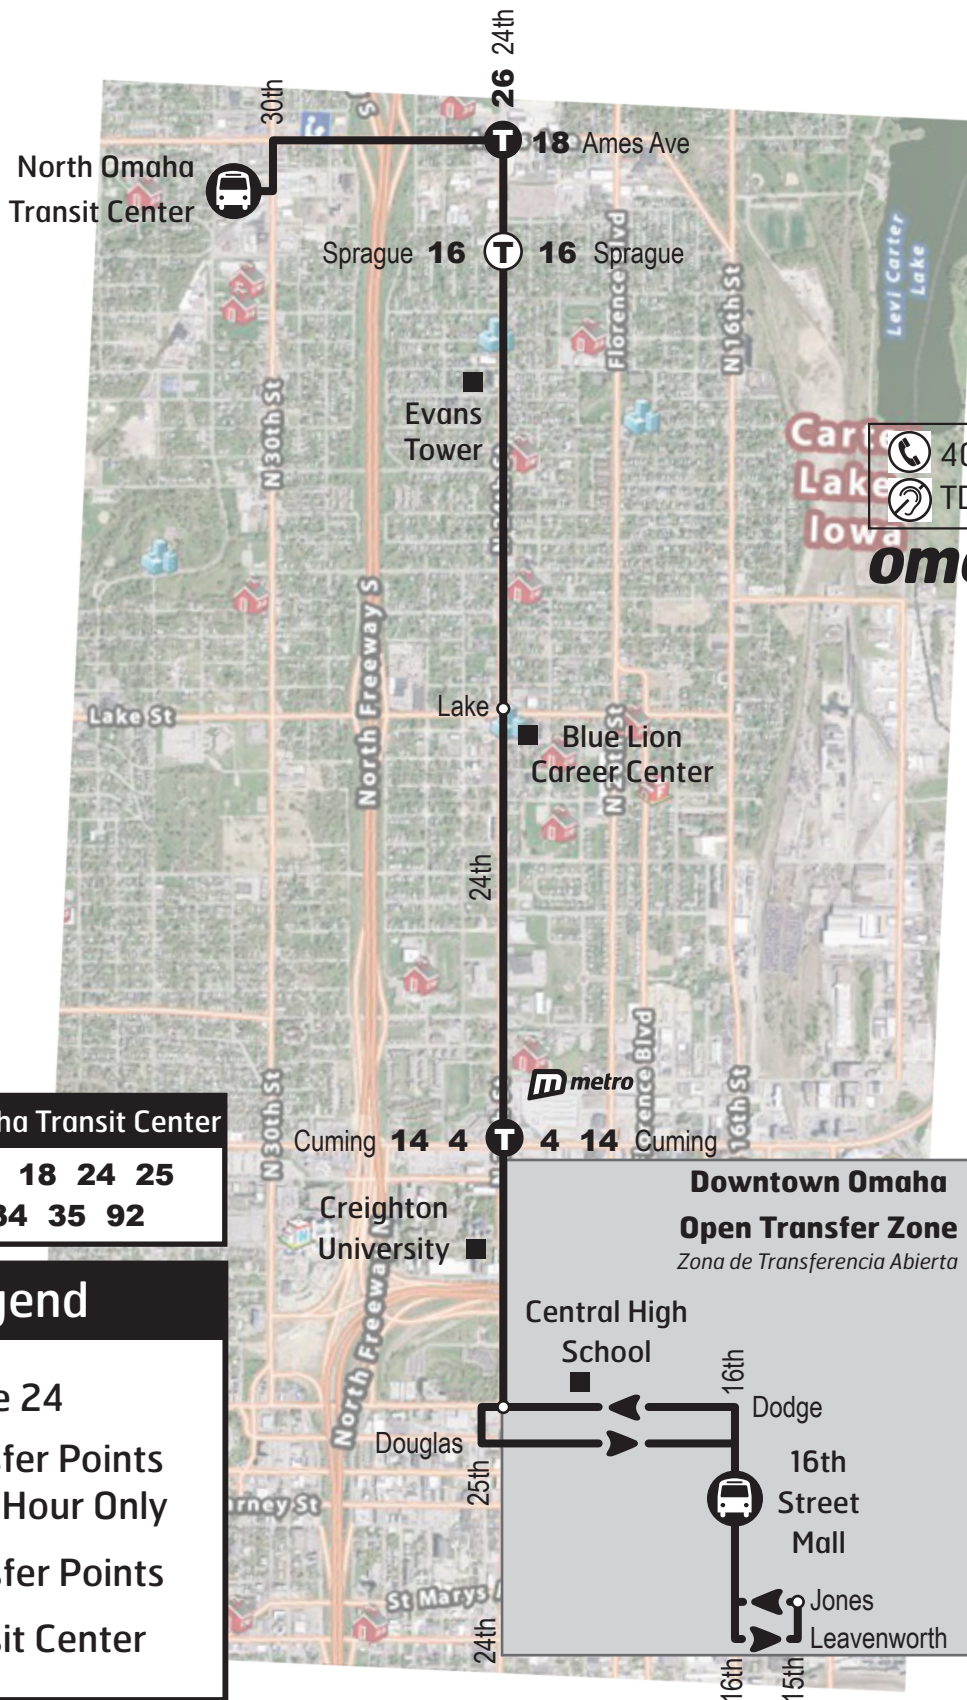 24th
26
30th
T 18 Ames Ave
North Omaha
Transit Center
Sprague 16 T 16 Sprague
Florence Blvd
N 16th St
Levi Carter
Lake
N 30th St
Evans
Tower
Carter
Lake
Iowa
40
TD
North Freeway S
Lake St
Lake
Blue Lion
Career Center
24th
metro
N 30th St
16th St
ha Transit Center
18 24 25
34 35 92
Cuming 14 4 T 4 14 Cuming
Downtown Omaha
Open Transfer Zone
Zona de Transferencia Abierta
Creighton
University
H
North Freeway
gend
e 24
sfer Points
Hour Only
sfer Points
sit Center
Central High
School
16th
Dodge
Douglas
25th
16th
Street
Mall
rney St
St Marys A
Jones
Leavenworth
24th
16th
15th